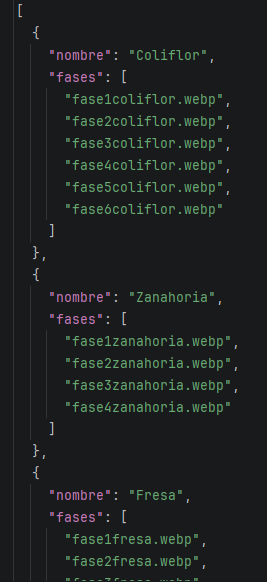 [
{
"nombre": "Coliflor",
"fases": [
"fase1coliflor.webp",
"fase2coliflor.webp",
"fase3coliflor.webp",
"fase4coliflor.webp",
"fase5coliflor.webp",
"fase6coliflor.webp"
]
},
{
"nombre": "Zanahoria",
"fases": [
"fase1zanahoria.webp",
"fase2zanahoria.webp",
"fase3zanahoria.webp",
"fase4zanahoria.webp"
]
},
{
"nombre": "Fresa",
"fases": [
"fase1fresa.webp",
"fase2fresa.webp",